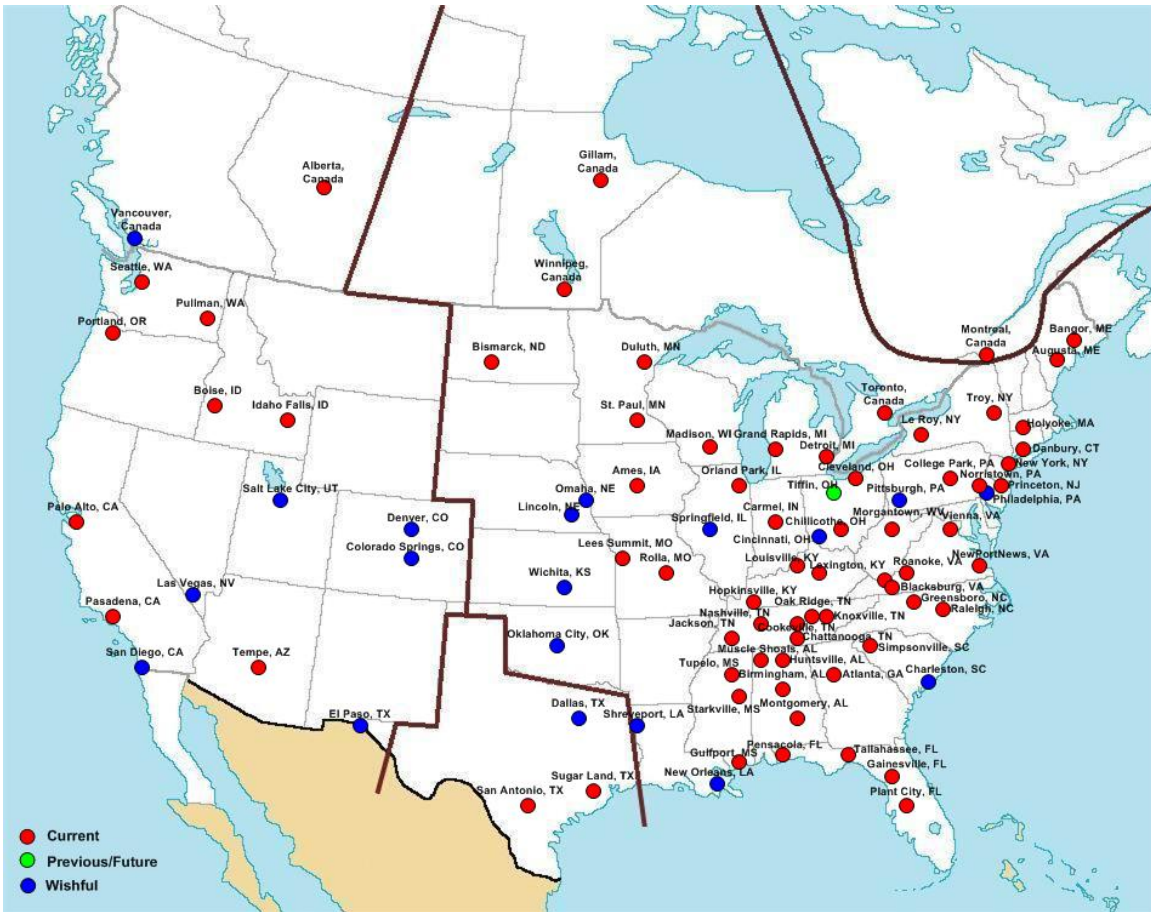 Alberta,
Canada
Gillam,
Canada
Vancouver,
Canada
Seattle, WA
Winnipeg,
Canada
Pullman, WA
Portland, OR
Montreal,
Canada
Bangor, ME
Bismarck, ND
Duluth, MN
Augusta, ME
Boise, ID
Idaho Falls, ID
Toronto,
Canada
Troy, NY
St. Paul, MN
Le Roy, NY
Holyoke, MA
Madison, WI
Grand Rapids, MI
Detroit, MI
Danbury, CT
Cleveland, OH
College Park, PA
New York, NY
Ames, IA
Orland Park, IL
Norristown, PA
Tiffin, OH
Pittsburgh, PA
Princeton, NJ
Salt Lake City, UT
Omaha, NE
Philadelphia, PA
Palo Alto, CA
Lincoln, NE
Carmel, IN
Morgantown, WV
Denver, CO
Springfield, IL
Chillicothe, OH
Vienna, VA
Cincinnati, OH
Colorado Springs, CO
Lees Summit, MO
Rolla, MO
Louisville, KY
Lexington, KY
Roanoke, VA
NewPortNews, VA
Las Vegas, NV
Wichita, KS
Hopkinsville, KY
Blacksburg, VA
Pasadena, CA
Oak Ridge, TN
Greensboro, NC
Nashville, TN
Knoxville, TN
Raleigh, NC
Jackson, TN
Cookeville, TN
Oklahoma City, OK
Chattanooga, TN
San Diego, CA
Tempe, AZ
Muscle Shoals, AL
Simpsonville, SC
Tupelo, MS
Huntsville, AL
Birmingham, AL
Atlanta, GA
Charleston, SC
El Paso, TX
Dallas, TX
Shreveport, LA
Starkville, MS
Montgomery, AL
Gulfport, MS
Pensacola, FL
Tallahassee, FL
New Orleans, LA
Gainesville, FL
Sugar Land, TX
San Antonio, TX
Plant City, FL
Current
Previous/Future
Wishful